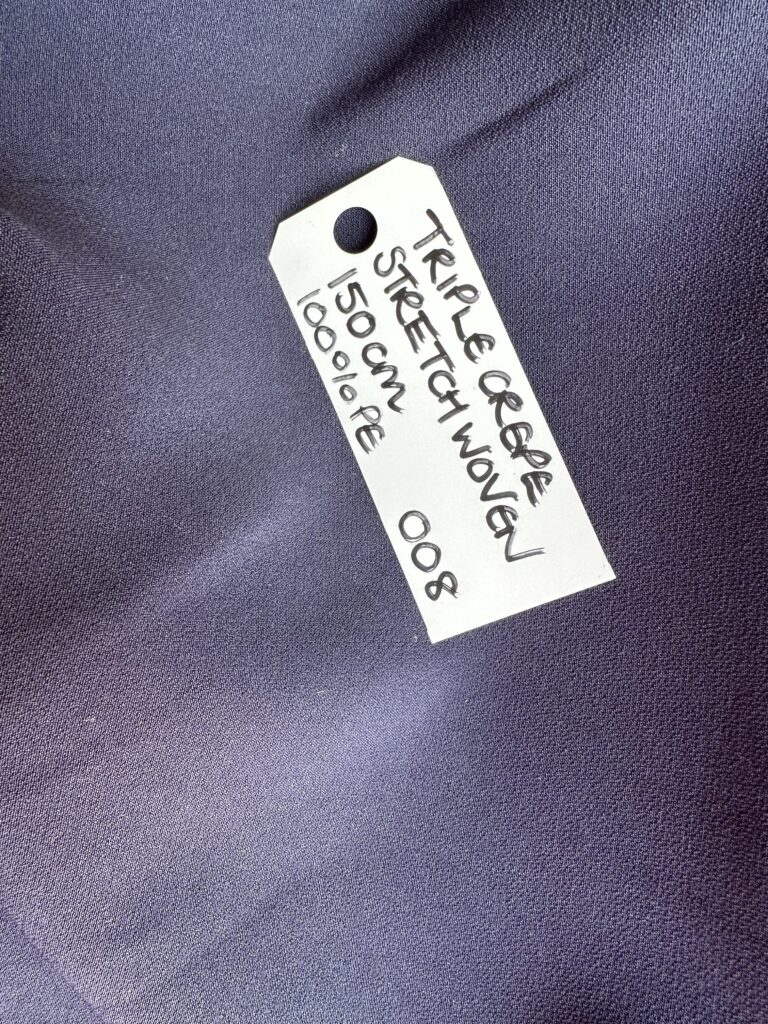 TRIPLE CREPE
STRETCH WOVEN
150cm
100% PE
008